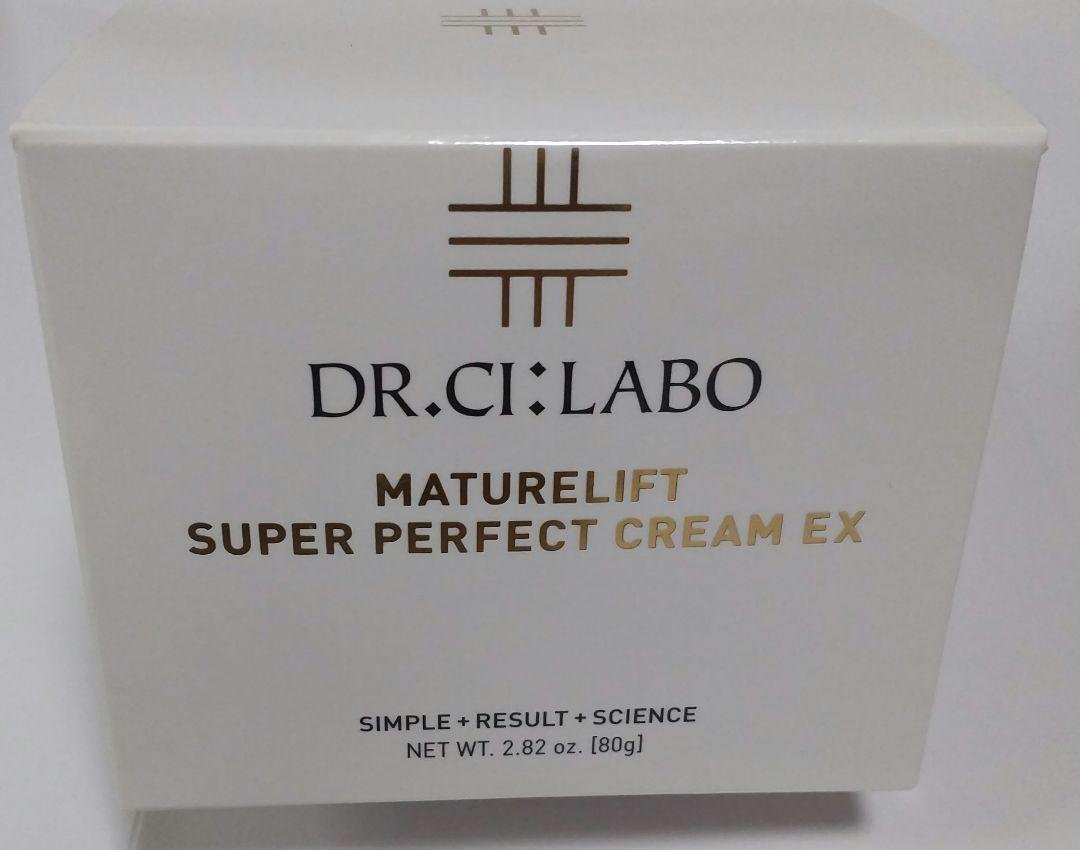 DR.CI:LABO
MATURELIFT
SUPER PERFECT CREAM EX
SIMPLE + RESULT + SCIENCE
NET WT. 2.82 oz. [80g]